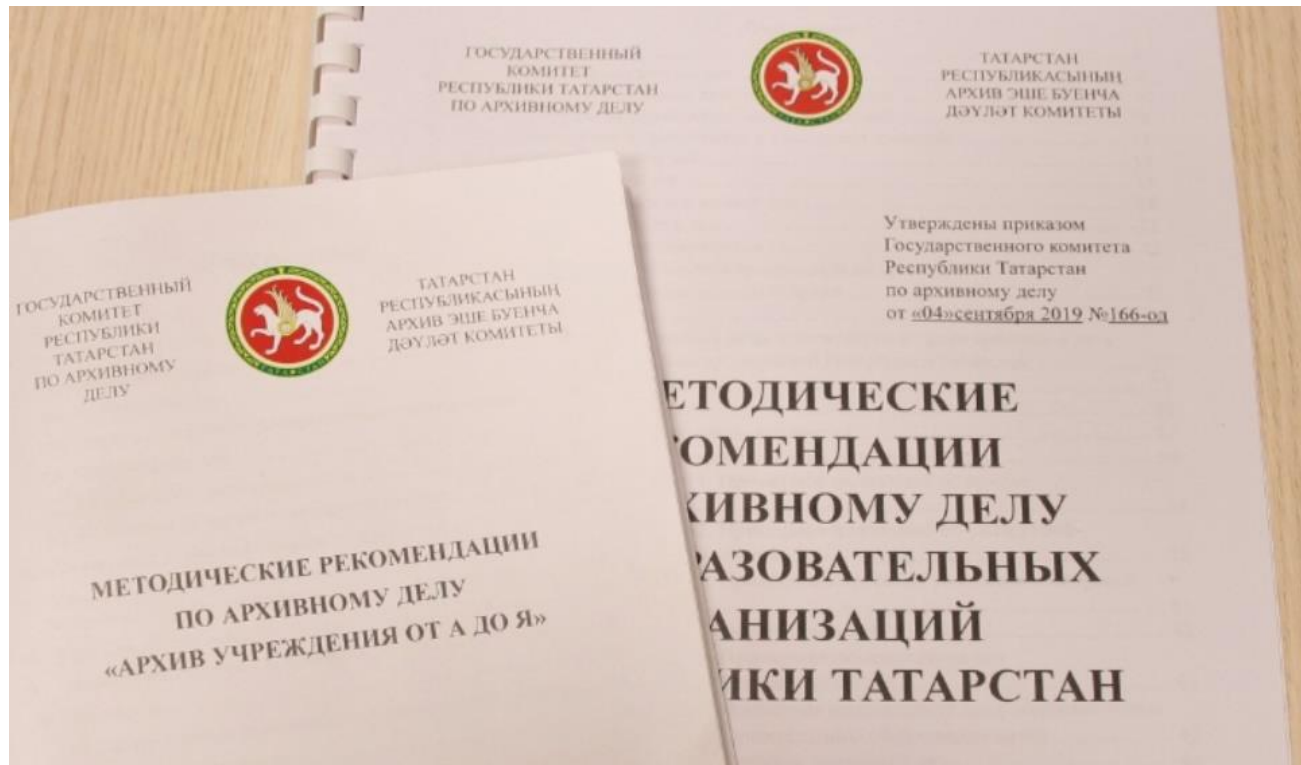 ГОСУДАРСТВЕННЫЙ
КОМИТЕТ
РЕСПУБЛИКИ ТАТАРСТАН
ПО АРХИВНОМУ ДЕЛУ
ТАТАРСТАН
РЕСПУБЛИКАСЫНЫҢ
АРХИВ ЭШЕ БУЕНЧА
ДӘҮЛӘТ КОМИТЕТЫ
Утверждены приказом
Государственного комитета
Республики Татарстан
по архивному делу
от «04»сентября 2019 №166-од
ЕТОДИЧЕСКИЕ
ОМЕНДАЦИИ
ХИВНОМУ ДЕЛУ
РАЗОВАТЕЛЬНЫХ
АНИЗАЦИЙ
ИКИ ТАТАРСТАН
ГОСУДАРСТВЕННЫЙ
КОМИТЕТ
РЕСПУБЛИКИ
ТАТАРСТАН
ПО АРХИВНОМУ
ДЕЛУ
ТАТАРСТАН
РЕСПУБЛИКАСЫНЫҢ
АРХИВ ЭШЕ БУЕНЧА
ДӘҮЛӘТ КОМИТЕТЫ
МЕТОДИЧЕСКИЕ РЕКОМЕНДАЦИИ
ПО АРХИВНОМУ ДЕЛУ
«АРХИВ УЧРЕЖДЕНИЯ ОТ А ДО Я»